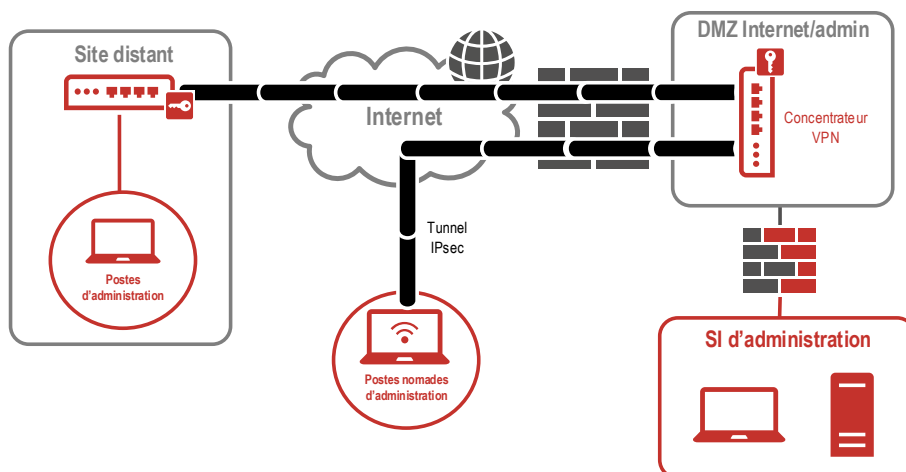 Site distant
DMZ Internet/admin
Internet
Concentrateur
VPN
Tunnel
IPsec
Postes
d'administration
Postes nomades
d'administration
SI d'administration